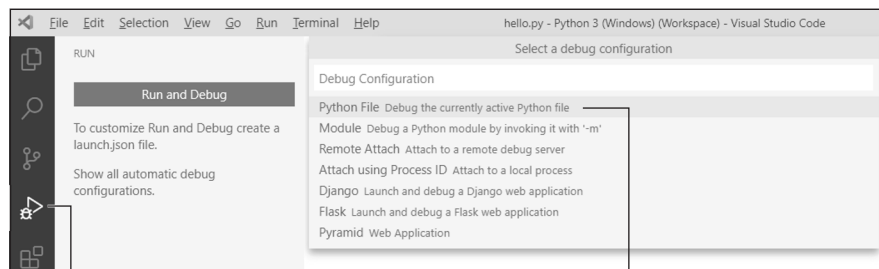 File Edit Selection View Go Run Terminal Help hello.py - Python 3 (Windows) (Workspace) - Visual Studio Code
RUN
Run and Debug
To customize Run and Debug create a
launch.json file.
Show all automatic debug
configurations.
Select a debug configuration
Debug Configuration
Python File Debug the currently active Python file
Module Debug a Python module by invoking it with '-m'
Remote Attach Attach to a remote debug server
Attach using Process ID Attach to a local process
Django Launch and debug a Django web application
Flask Launch and debug a Flask web application
Pyramid Web Application